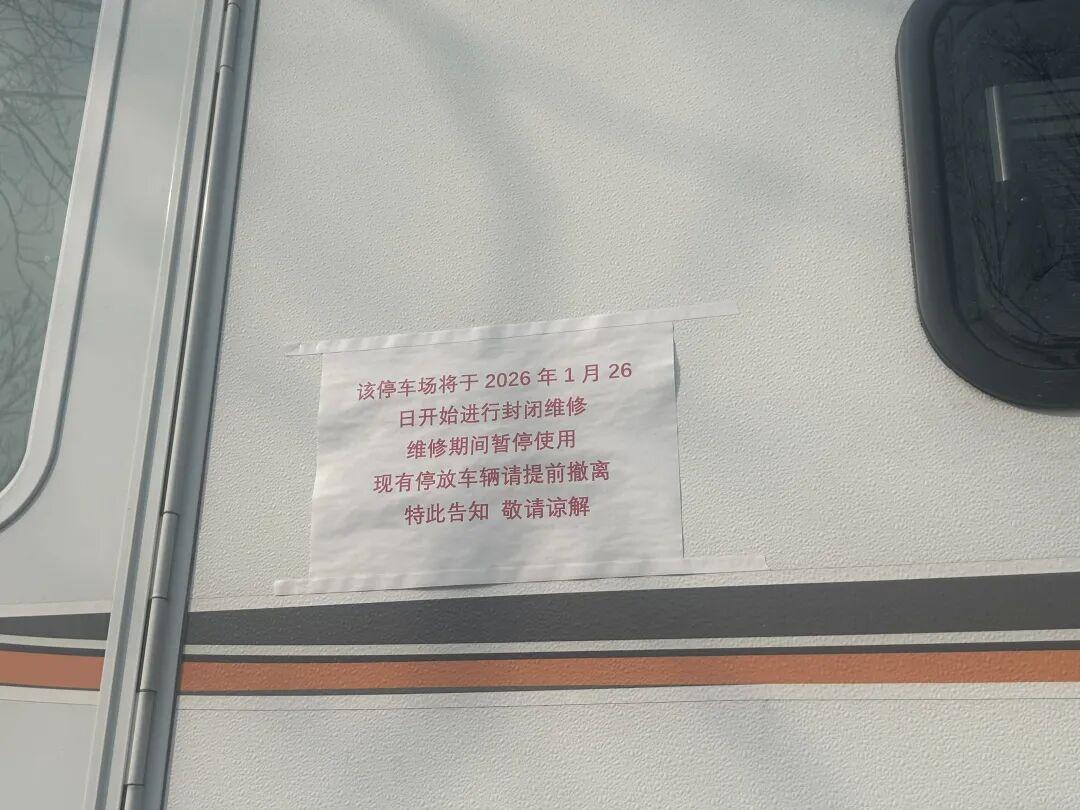 该停车场将于 2026 年 1 月 26
日开始进行封闭维修
维修期间暂停使用
现有停放车辆请提前撤离
特此告知 敬请谅解